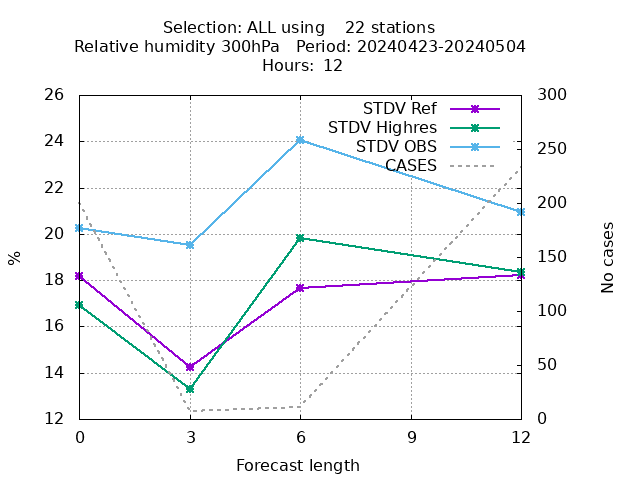 Selection: ALL using    22 stations
Relative humidity 300hPa   Period: 20240423-20240504
Hours:  12
STDV Ref
STDV Highres
STDV OBS
CASES
26
24
22
20
18
16
14
12
%
300
250
200
150
100
50
0
No cases
0 3 6 9 12
Forecast length